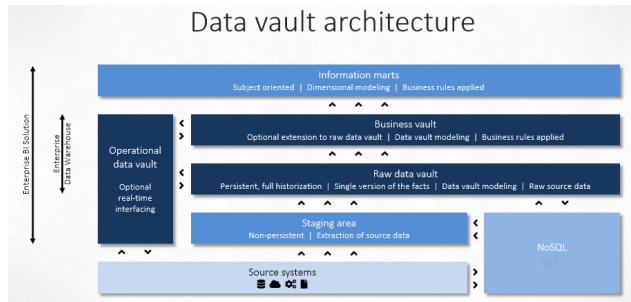 Data vault architecture
Information marts
Subject oriented | Dimensional modeling | Business rules applied
Enterprise BI Solution
Enterprise
Data Warehouse
Operational
data vault
Optional
real-time
interfacing
Business vault
Optional extension to raw data vault | Data vault modeling | Business rules applied
Raw data vault
Persistent, full historization | Single version of the facts | Data vault modeling | Raw source data
Staging area
Non-persistent | Extraction of source data
NoSQL
Source systems